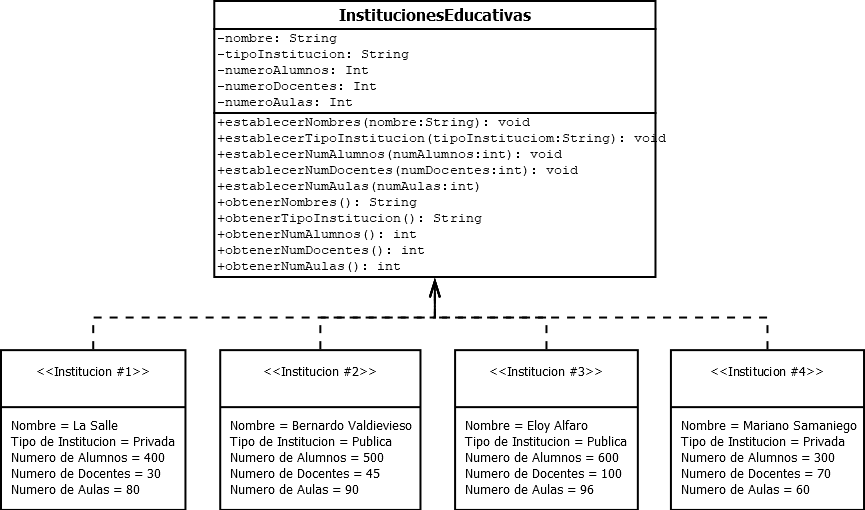 InstitucionesEducativas
-nombre: String
-tipoInstitucion: String
-numeroAlumnos: Int
-numeroDocentes: Int
-numeroAulas: Int
+establecerNombres(nombre:String): void
+establecerTipoInstitucion(tipoInstituciom:String): void
+establecerNumAlumnos(numAlumnos:int): void
+establecerNumDocentes(numDocentes:int): void
+establecerNumAulas(numAulas:int)
+obtenerNombres(): String
+obtenerTipoInstitucion(): String
+obtenerNumAlumnos(): int
+obtenerNumDocentes(): int
+obtenerNumAulas(): int
<<Institucion #1>>
Nombre = La Salle
Tipo de Institucion = Privada
Numero de Alumnos = 400
Numero de Docentes = 30
Numero de Aulas = 80
<<Institucion #2>>
Nombre = Bernardo Valdievieso
Tipo de Institucion = Publica
Numero de Alumnos = 500
Numero de Docentes = 45
Numero de Aulas = 90
<<Institucion #3>>
Nombre = Eloy Alfaro
Tipo de Institucion = Publica
Numero de Alumnos = 600
Numero de Docentes = 100
Numero de Aulas = 96
<<Institucion #4>>
Nombre = Mariano Samaniego
Tipo de Institucion = Privada
Numero de Alumnos = 300
Numero de Docentes = 70
Numero de Aulas = 60